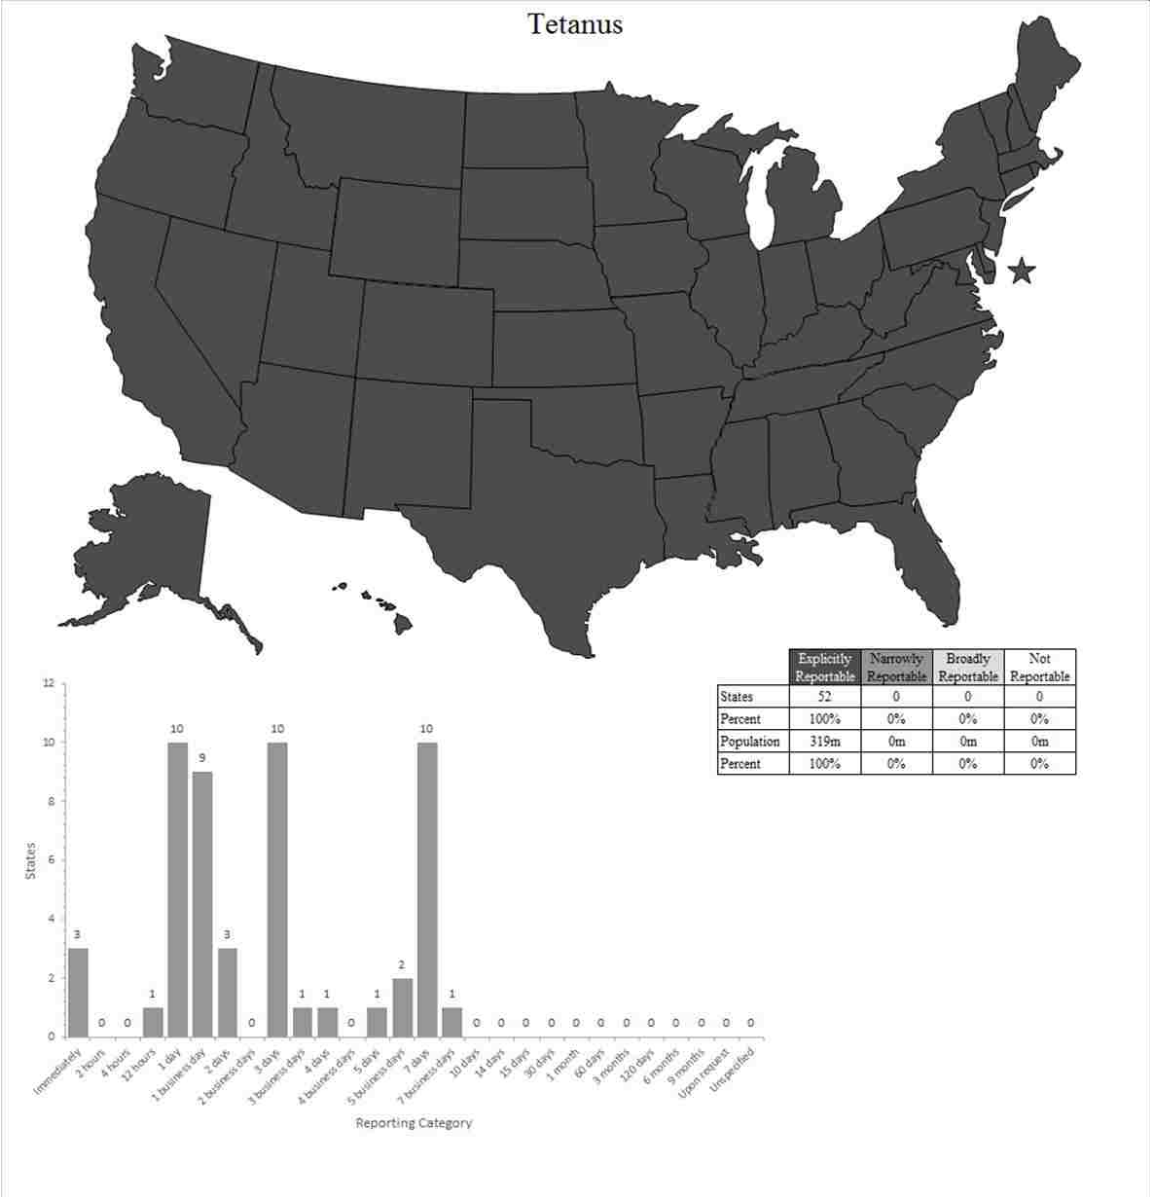 Tetanus
Explicitly Reportable Narrowly Reportable Broadly Reportable Not Reportable
States 52 0 0 0
Percent 100% 0% 0% 0%
Population 319m 0m 0m 0m
Percent 100% 0% 0% 0%
12
10
8
6
4
2
0
States
3 0 0 1 10 9 3 0 10 1 1 0 1 2 10 1 0 0 0 0 0 0 0 0 0 0 0 0
Immediately
2 hours
4 hours
12 hours
1 day
1 business day
2 days
2 business days
3 days
3 business days
4 days
4 business days
5 days
5 business days
7 days
7 business days
10 days
14 days
15 days
30 days
1 month
60 days
3 months
120 days
6 months
9 months
Upon request
Unspecified
Reporting Category